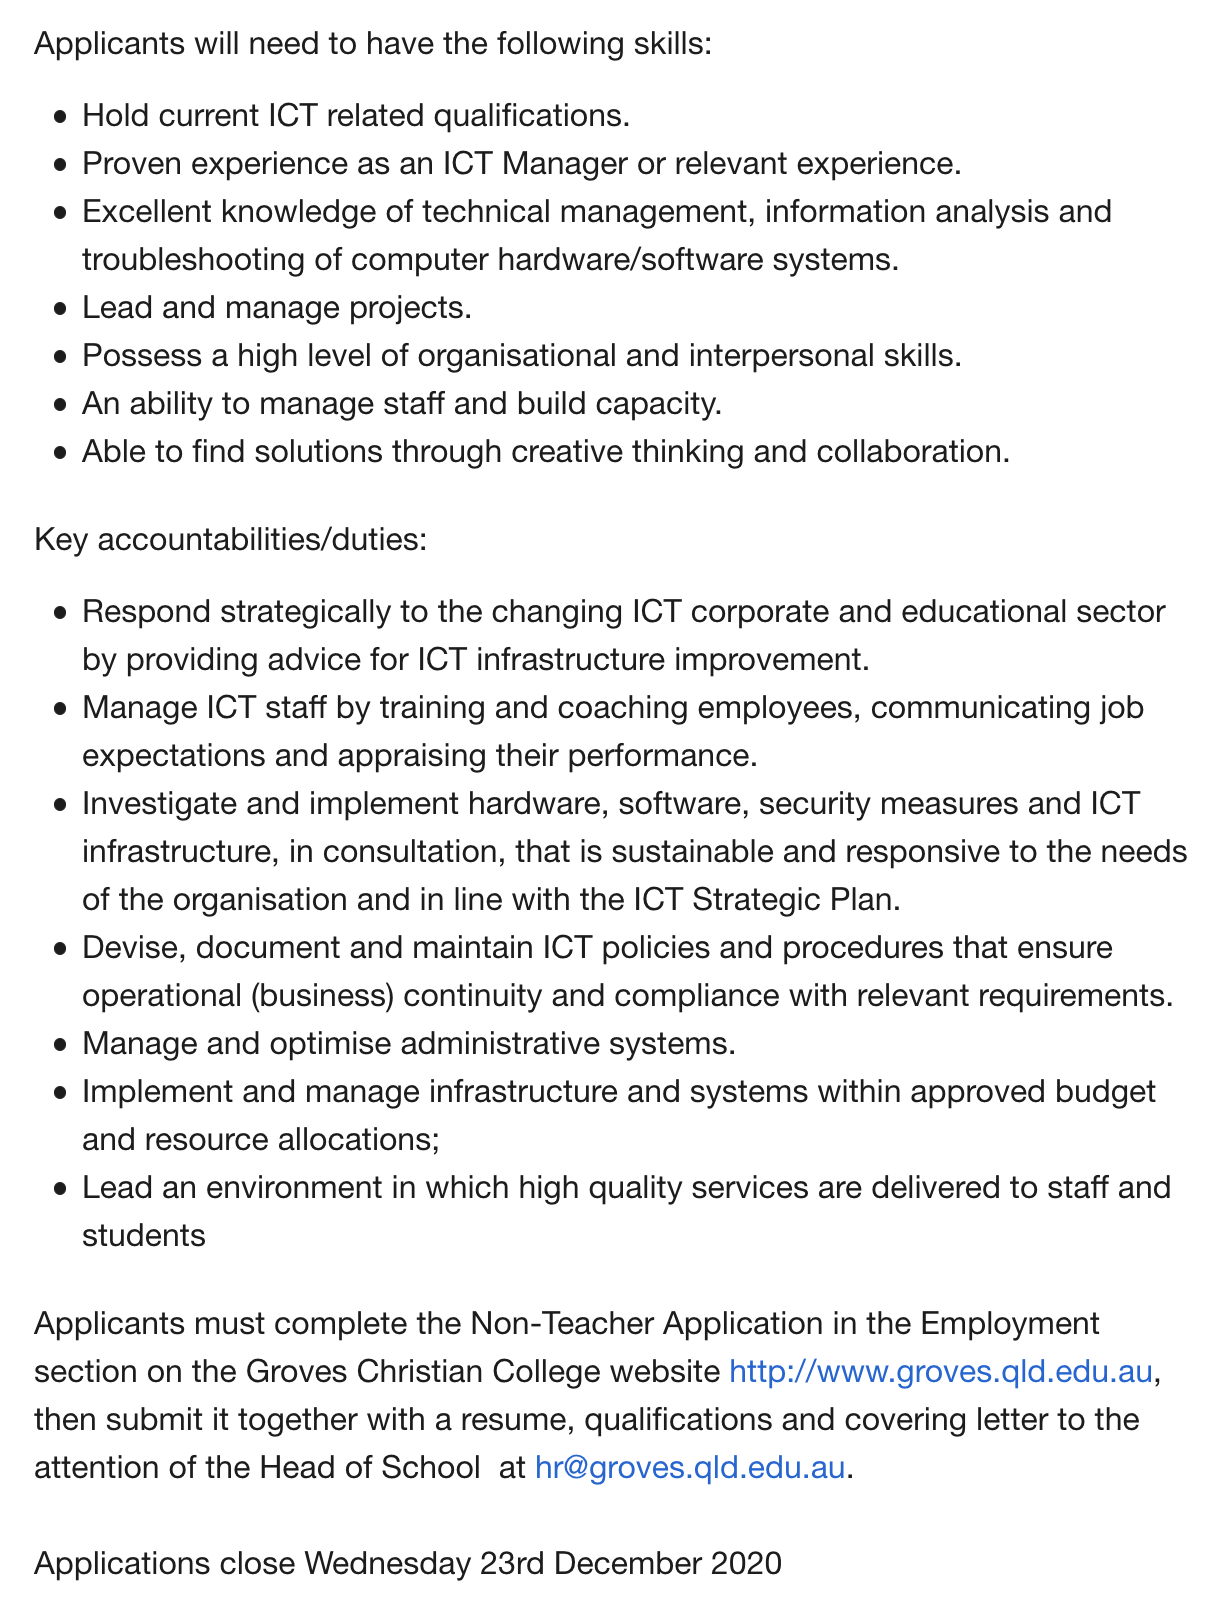 Applicants will need to have the following skills:
• Hold current ICT related qualifications.
• Proven experience as an ICT Manager or relevant experience.
• Excellent knowledge of technical management, information analysis and
troubleshooting of computer hardware/software systems.
• Lead and manage projects.
• Possess a high level of organisational and interpersonal skills.
• An ability to manage staff and build capacity.
• Able to find solutions through creative thinking and collaboration.
Key accountabilities/duties:
• Respond strategically to the changing ICT corporate and educational sector
by providing advice for ICT infrastructure improvement.
• Manage ICT staff by training and coaching employees, communicating job
expectations and appraising their performance.
• Investigate and implement hardware, software, security measures and ICT
infrastructure, in consultation, that is sustainable and responsive to the needs
of the organisation and in line with the ICT Strategic Plan.
• Devise, document and maintain ICT policies and procedures that ensure
operational (business) continuity and compliance with relevant requirements.
• Manage and optimise administrative systems.
• Implement and manage infrastructure and systems within approved budget
and resource allocations;
• Lead an environment in which high quality services are delivered to staff and
students
Applicants must complete the Non-Teacher Application in the Employment
section on the Groves Christian College website http://www.groves.qld.edu.au,
then submit it together with a resume, qualifications and covering letter to the
attention of the Head of School  at hr@groves.qld.edu.au.
Applications close Wednesday 23rd December 2020